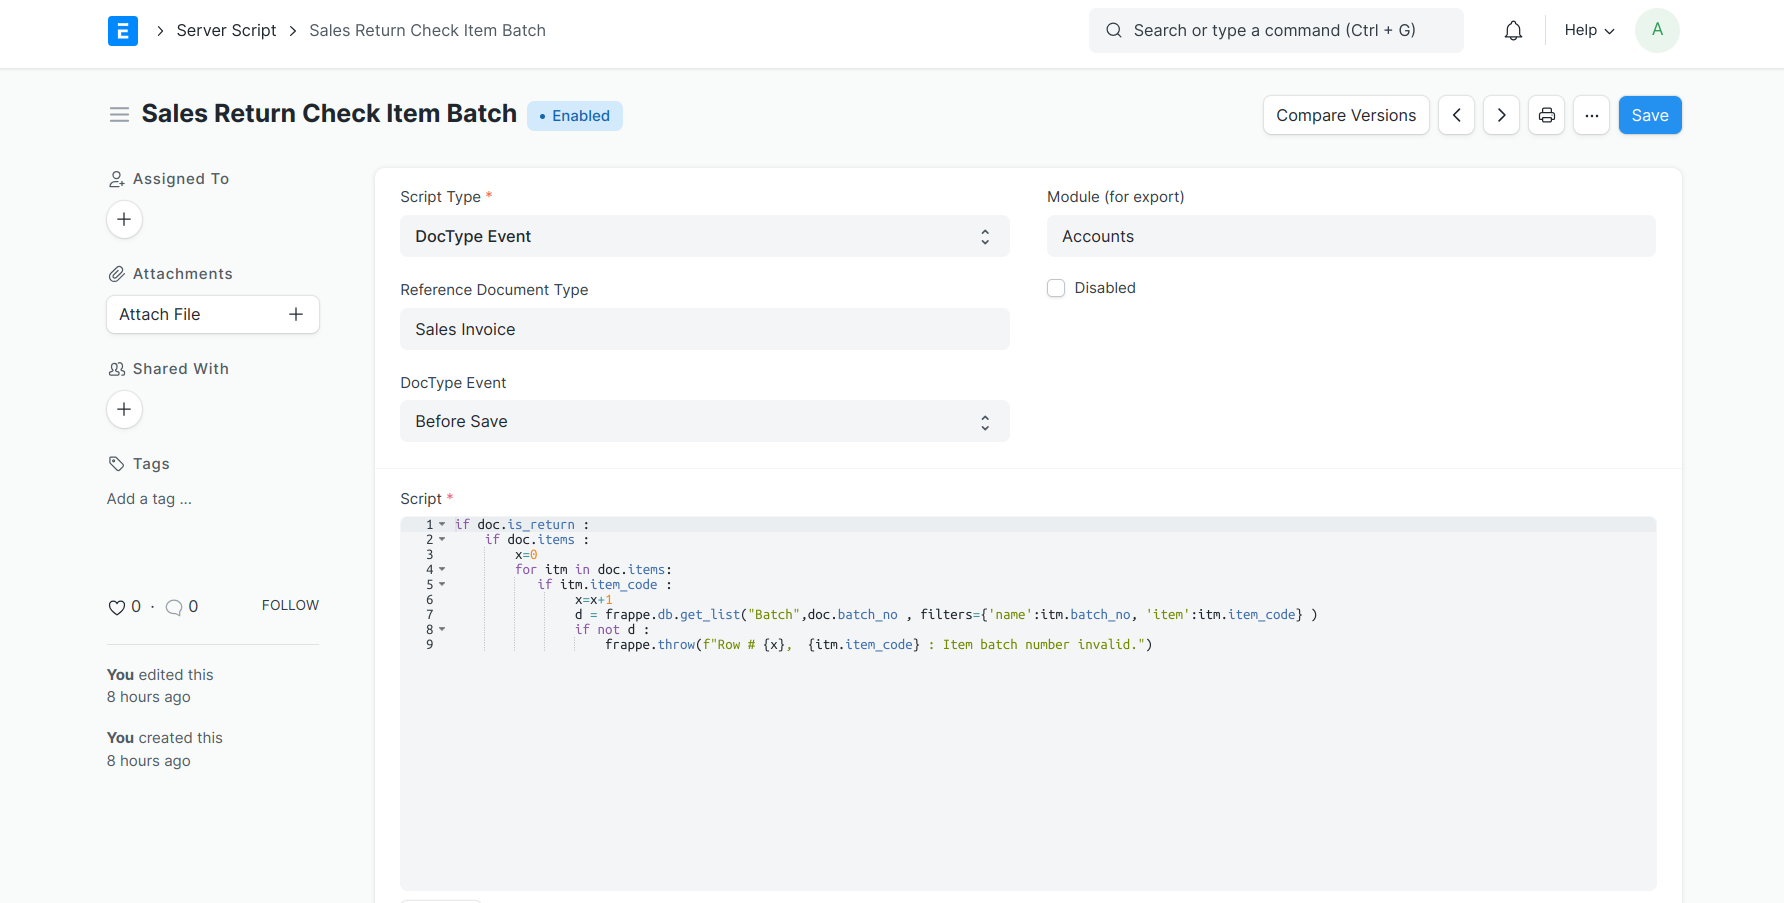 E
Server Script
Sales Return Check Item Batch
Search or type a command (Ctrl + G)
Help
A
Sales Return Check Item Batch
Enabled
Compare Versions
...
Save
Assigned To
Attachments
Attach File
Shared With
Tags
Add a tag ...
0 · 0
FOLLOW
You edited this
8 hours ago
You created this
8 hours ago
Script Type *
DocType Event
Module (for export)
Accounts
Reference Document Type
Sales Invoice
Disabled
DocType Event
Before Save
Script *
1 if doc.is_return :
2 if doc.items :
3 x=0
4 for itm in doc.items:
5 if itm.item_code :
6 x=x+1
7 d = frappe.db.get_list("Batch",doc.batch_no , filters={'name':itm.batch_no, 'item':itm.item_code} )
8 if not d :
9 frappe.throw(f"Row # {x},  {itm.item_code} : Item batch number invalid.")